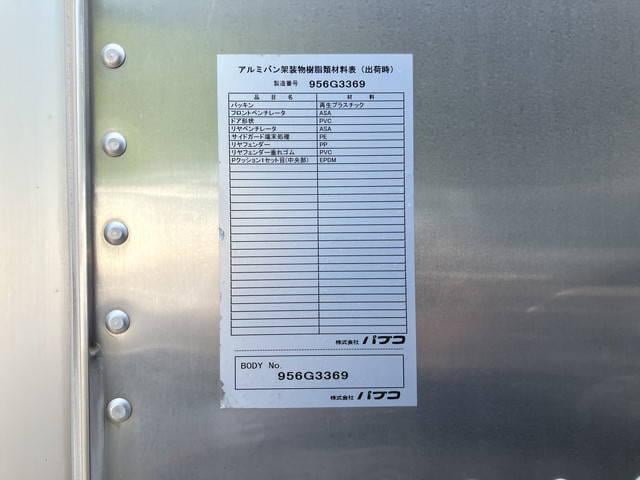 アルミバン架装物樹脂類材料表(出荷時)
製造番号 956G3369
品目名 材料
パッキン 再生プラスチック
フロントベンチレータ ASA
ドア形状 PVC
リヤベンチレータ ASA
サイドガード端末処理 PE
リヤフェンダー PP
リヤフェンダー垂れゴム PVC
Pクッション1セット目(中央部) EPDM
株式会社 パブコ
BODY No.
956G3369
株式会社 パブコ